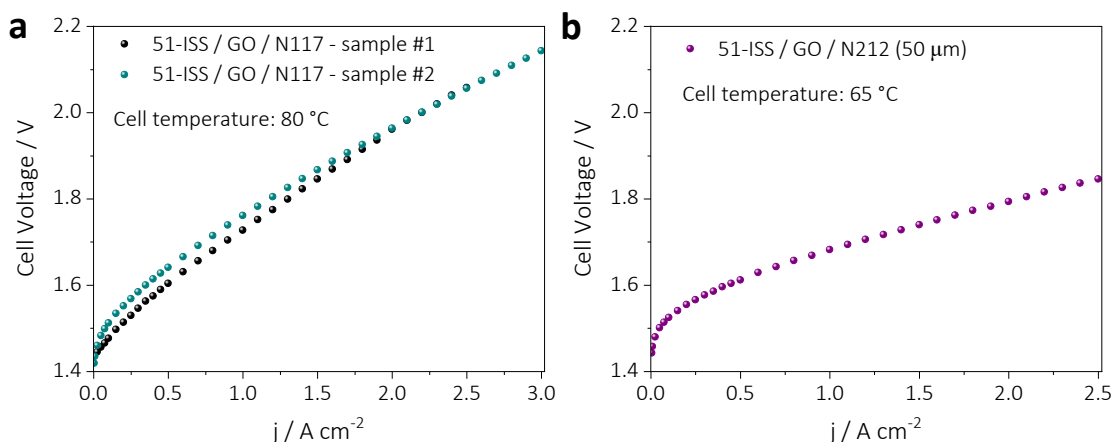 a
51-ISS / GO / N117 - sample #1
51-ISS / GO / N117 - sample #2
Cell temperature: 80 °C
Cell Voltage / V
2.2
2.0
1.8
1.6
1.4
0.0 0.5 1.0 1.5 2.0 2.5 3.0
j / A cm⁻²
b
51-ISS / GO / N212 (50 μm)
Cell temperature: 65 °C
Cell Voltage / V
2.2
2.0
1.8
1.6
1.4
0.0 0.5 1.0 1.5 2.0 2.5
j / A cm⁻²